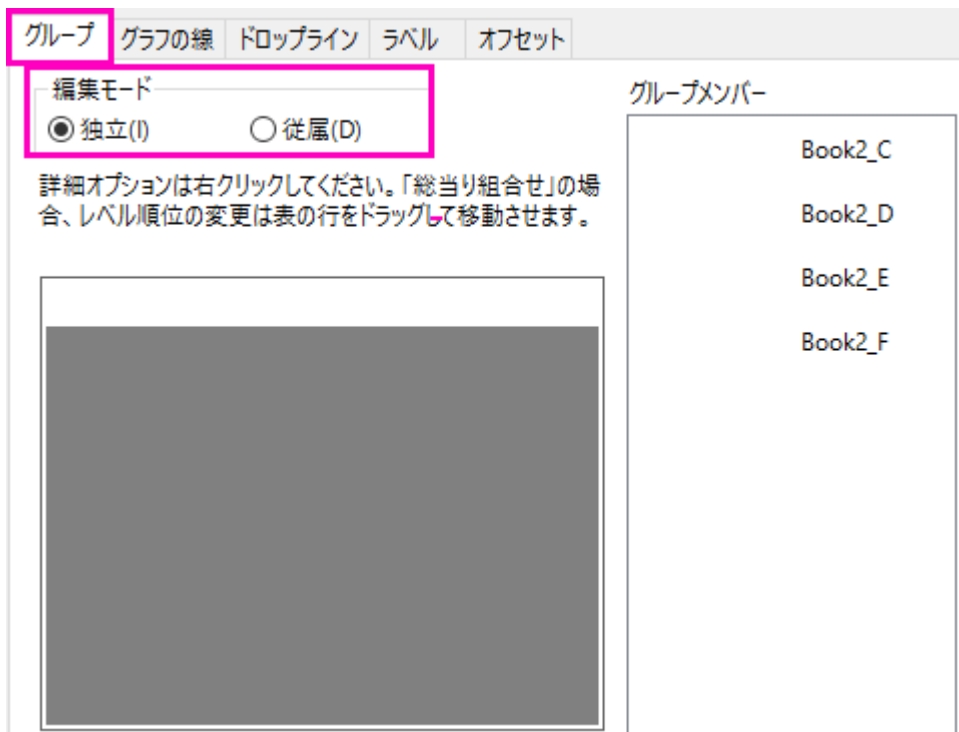 グループ グラフの線 ドロップライン ラベル オフセット
編集モード
独立(I) 従属(D)
詳細オプションは右クリックしてください。「総当り組合せ」の場
合、レベル順位の変更は表の行をドラッグして移動させます。
グループメンバー
Book2_C
Book2_D
Book2_E
Book2_F